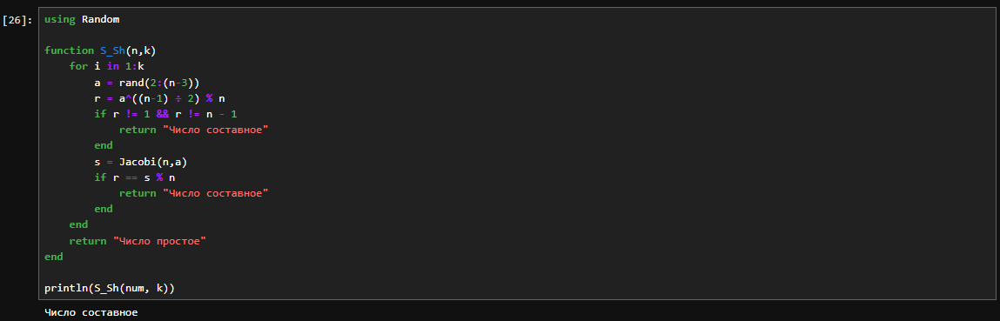 [26]: using Random
function S_Sh(n,k)
    for i in 1:k
        a = rand(2:(n-3))
        r = a^((n-1) ÷ 2) % n
        if r != 1 && r != n - 1
            return "Число составное"
        end
        s = Jacobi(n,a)
        if r == s % n
            return "Число составное"
        end
    end
    return "Число простое"
end
println(S_Sh(num, k))
Число составное